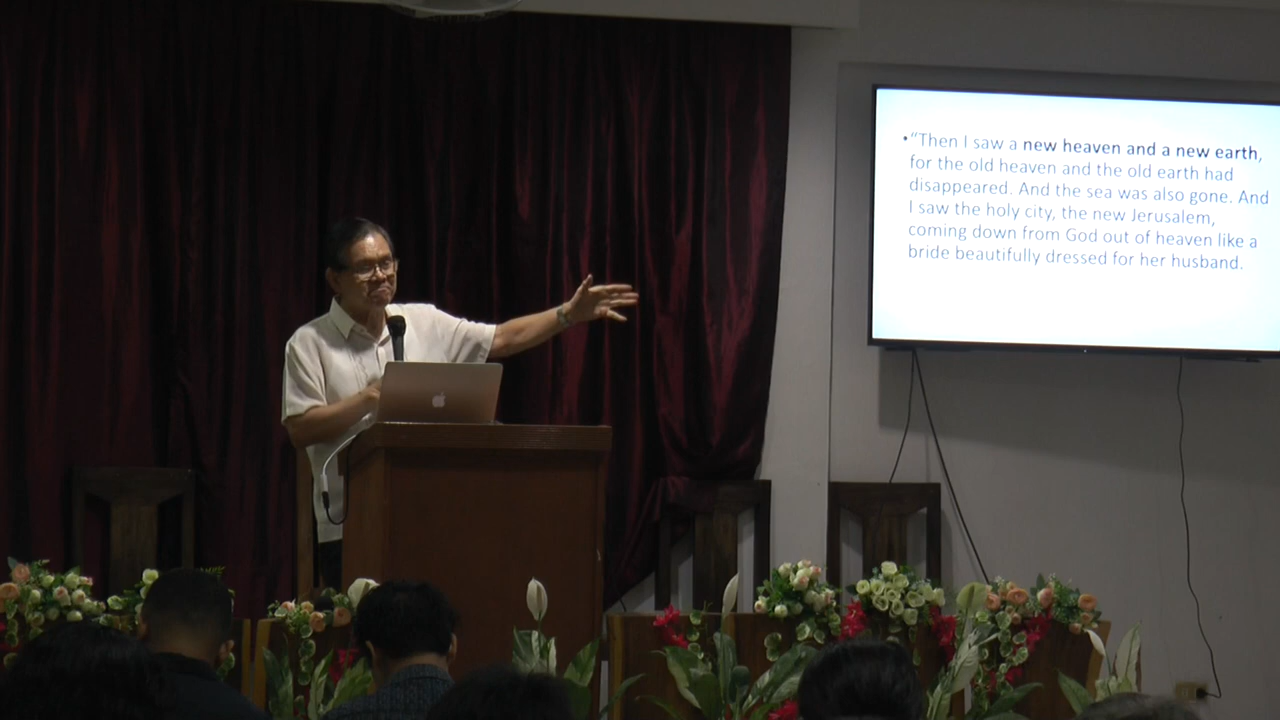 •“Then I saw a new heaven and a new earth,
for the old heaven and the old earth had
disappeared. And the sea was also gone. And
I saw the holy city, the new Jerusalem,
coming down from God out of heaven like a
bride beautifully dressed for her husband.